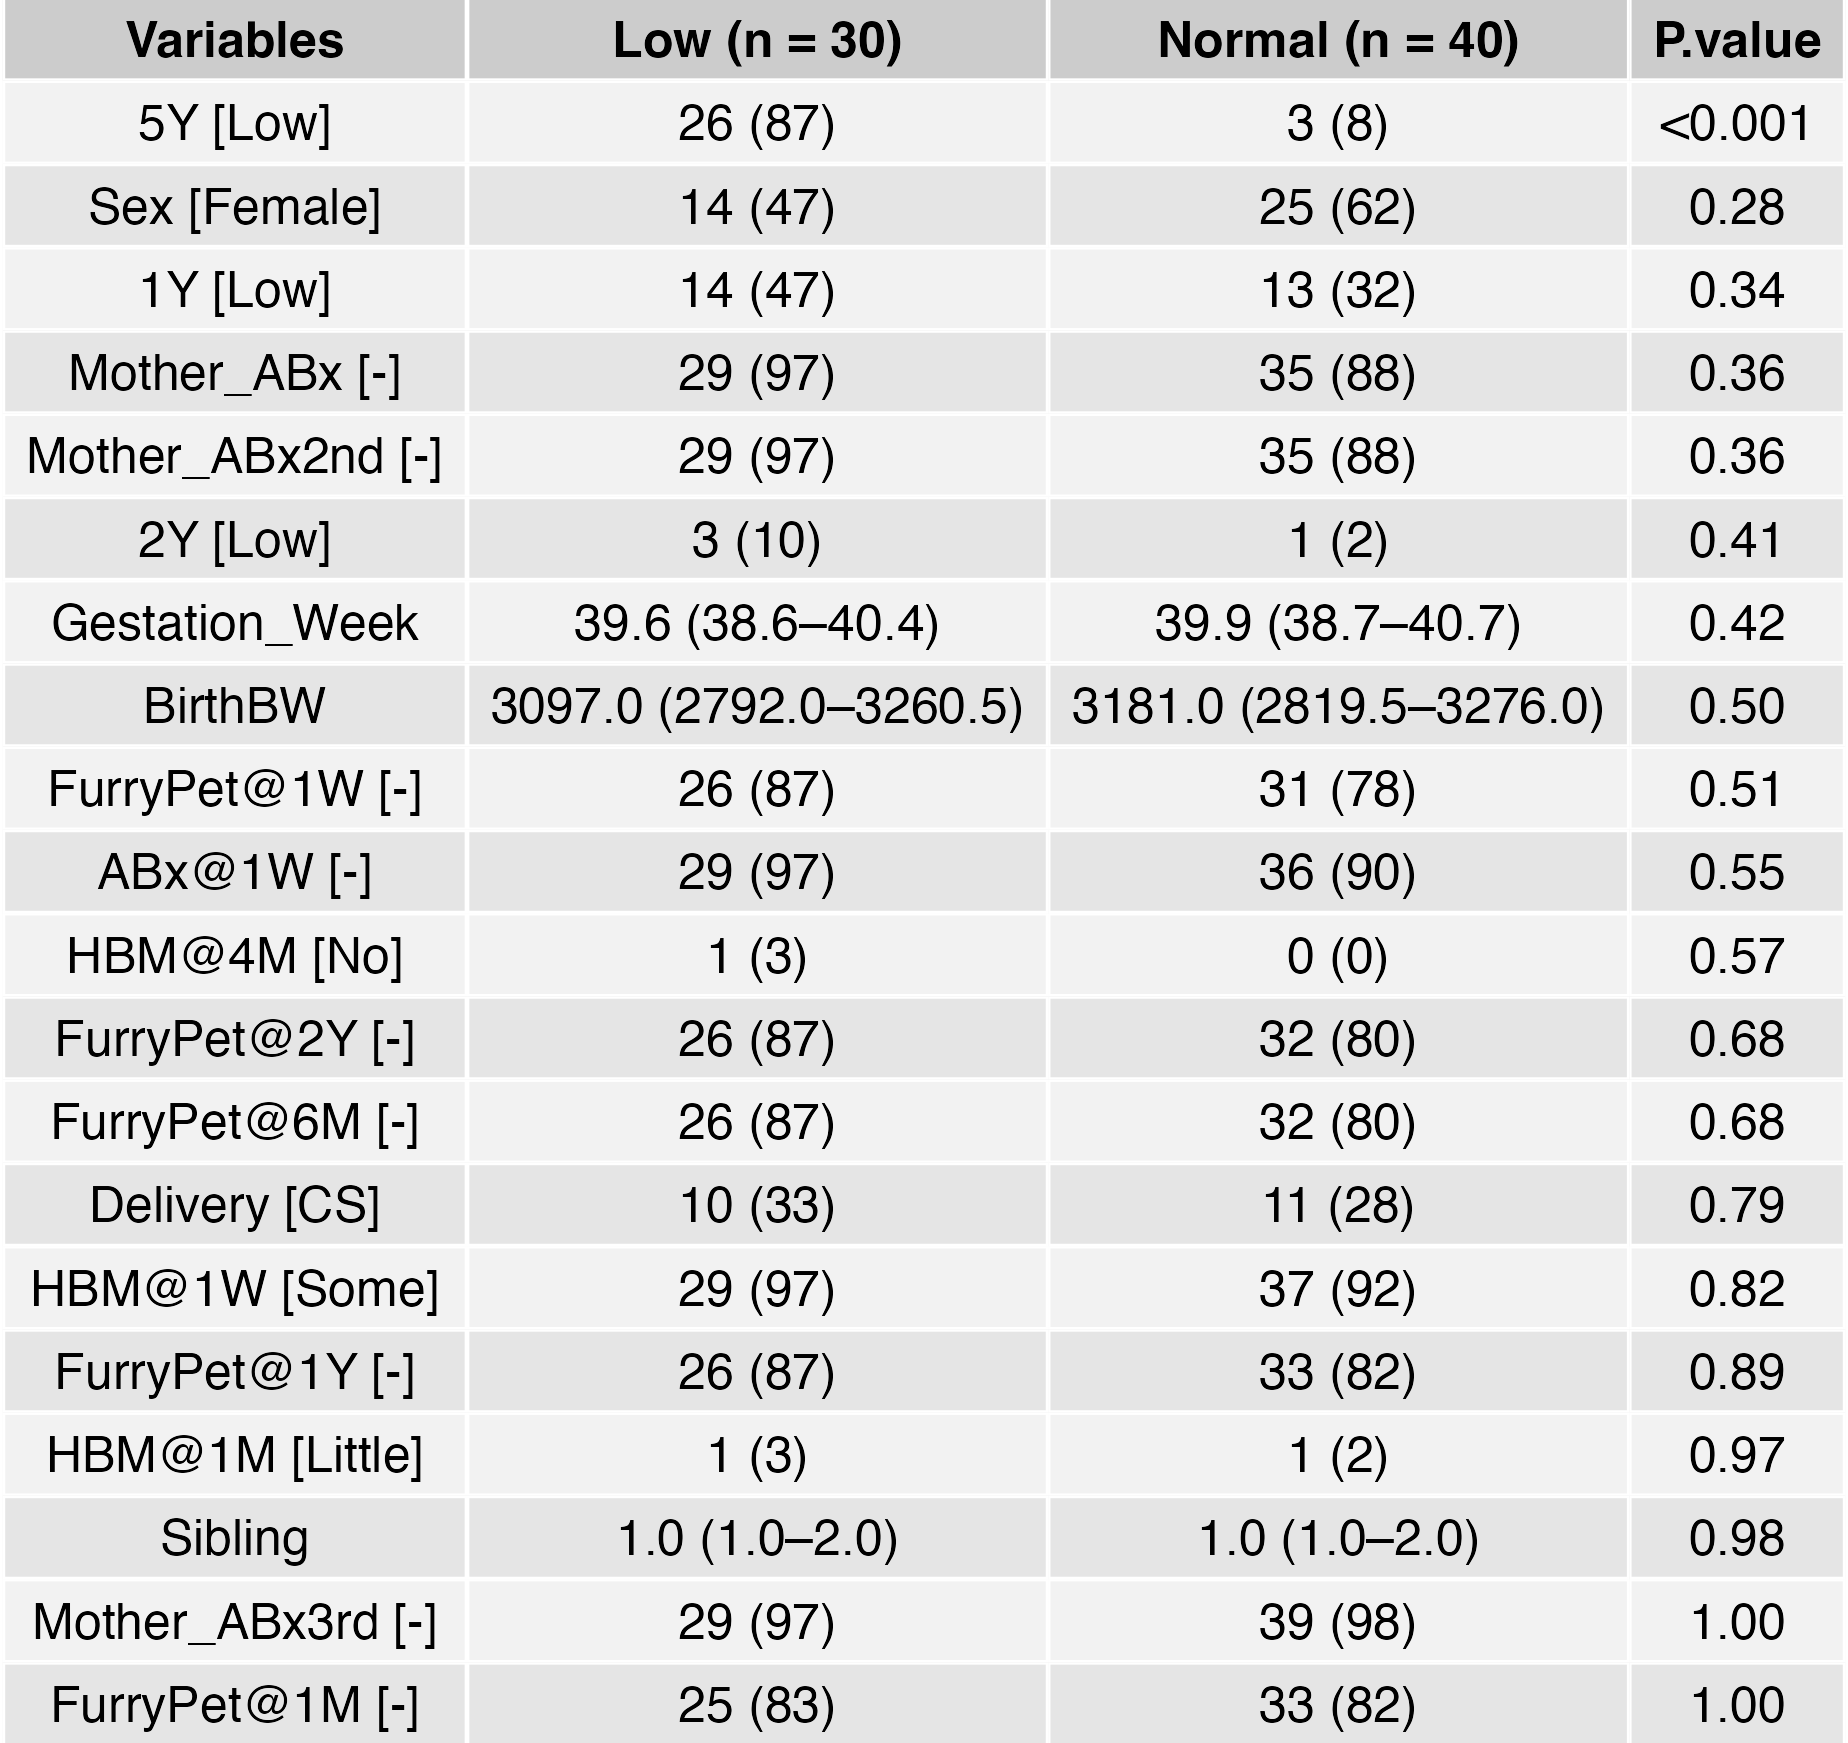 Variables Low (n = 30) Normal (n = 40) P.value
5Y [Low] 26 (87) 3 (8) <0.001
Sex [Female] 14 (47) 25 (62) 0.28
1Y [Low] 14 (47) 13 (32) 0.34
Mother_ABx [-] 29 (97) 35 (88) 0.36
Mother_ABx2nd [-] 29 (97) 35 (88) 0.36
2Y [Low] 3 (10) 1 (2) 0.41
Gestation_Week 39.6 (38.6–40.4) 39.9 (38.7–40.7) 0.42
BirthBW 3097.0 (2792.0–3260.5) 3181.0 (2819.5–3276.0) 0.50
FurryPet@1W [-] 26 (87) 31 (78) 0.51
ABx@1W [-] 29 (97) 36 (90) 0.55
HBM@4M [No] 1 (3) 0 (0) 0.57
FurryPet@2Y [-] 26 (87) 32 (80) 0.68
FurryPet@6M [-] 26 (87) 32 (80) 0.68
Delivery [CS] 10 (33) 11 (28) 0.79
HBM@1W [Some] 29 (97) 37 (92) 0.82
FurryPet@1Y [-] 26 (87) 33 (82) 0.89
HBM@1M [Little] 1 (3) 1 (2) 0.97
Sibling 1.0 (1.0–2.0) 1.0 (1.0–2.0) 0.98
Mother_ABx3rd [-] 29 (97) 39 (98) 1.00
FurryPet@1M [-] 25 (83) 33 (82) 1.00